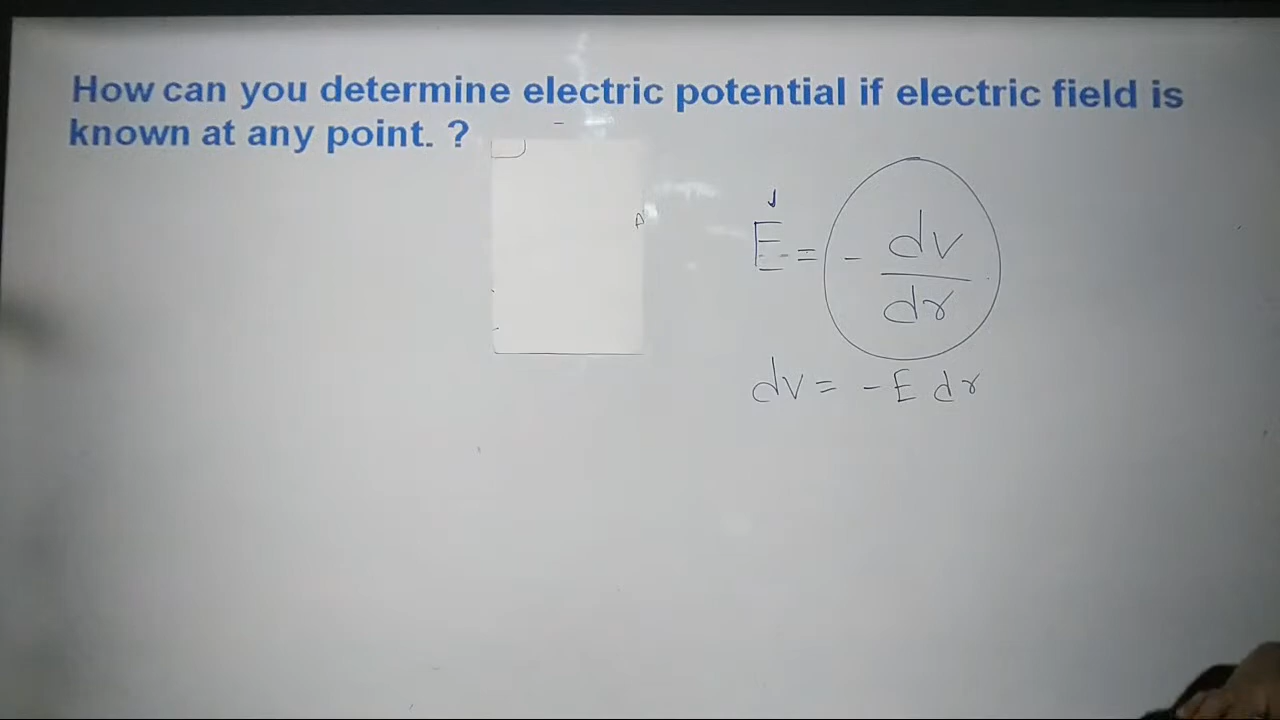 How can you determine electric potential if electric field is
known at any point. ?
E = - dv/dr
dv = - E dr